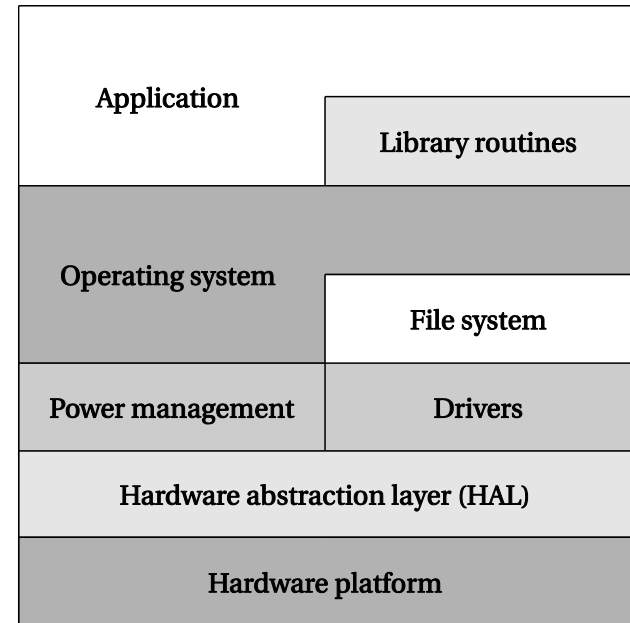 Application
Library routines
Operating system
File system
Power management
Drivers
Hardware abstraction layer (HAL)
Hardware platform